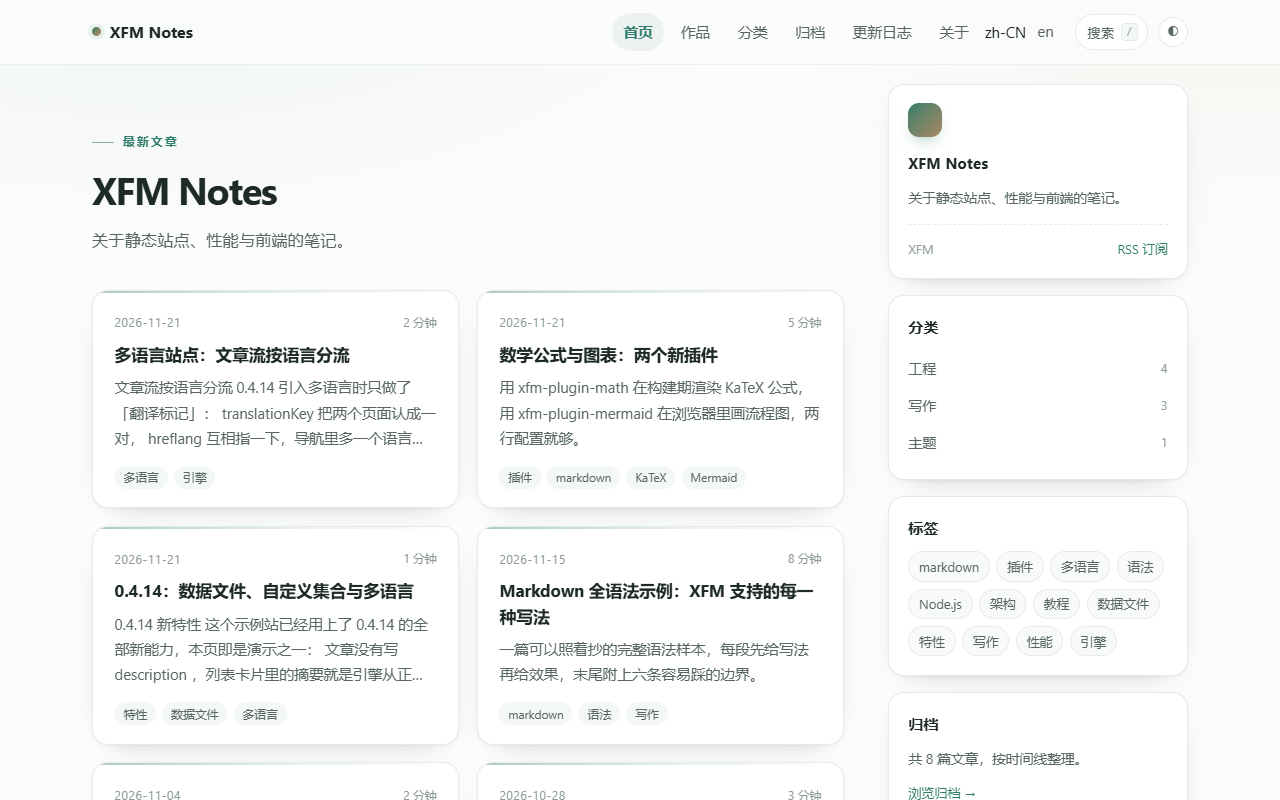 XFM Notes
首页 作品 分类 归档 更新日志 关于 zh-CN en 搜索 /
最新文章
XFM Notes
关于静态站点、性能与前端的笔记。
2026-11-21 2 分钟
多语言站点：文章流按语言分流
文章流按语言分流 0.4.14 引入多语言时只做了
「翻译标记」： translationKey 把两个页面认成一
对， hreflang 互相指一下，导航里多一个语言…
多语言 引擎
2026-11-21 5 分钟
数学公式与图表：两个新插件
用 xfm-plugin-math 在构建期渲染 KaTeX 公式，
用 xfm-plugin-mermaid 在浏览器里画流程图，两
行配置就够。
插件 markdown KaTeX Mermaid
2026-11-21 1 分钟
0.4.14：数据文件、自定义集合与多语言
0.4.14 新特性 这个示例站已经用上了 0.4.14 的全
部新能力，本页即是演示之一： 文章没有写
description ，列表卡片里的摘要就是引擎从正…
特性 数据文件 多语言
2026-11-15 8 分钟
Markdown 全语法示例：XFM 支持的每一
种写法
一篇可以照着抄的完整语法样本，每段先给写法
再给效果，末尾附上六条容易踩的边界。
markdown 语法 写作
2026-11-04 2 分钟
2026-10-28 3 分钟
XFM Notes
关于静态站点、性能与前端的笔记。
XFM RSS 订阅
分类
工程 4
写作 3
主题 1
标签
markdown 插件 多语言 语法
Node.js 架构 教程 数据文件
特性 写作 性能 引擎
归档
共 8 篇文章，按时间线整理。
浏览归档 →